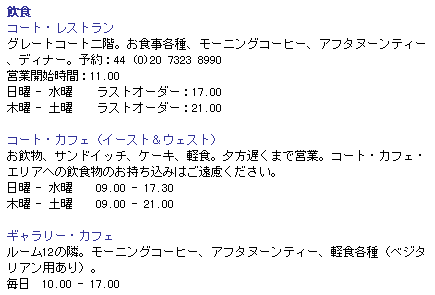 飲食
コート・レストラン
グレートコート二階。お食事各種、モーニングコーヒー、アフタヌーンティー
、ディナー。予約：44 (0)20 7323 8990
営業開始時間：11.00
日曜 - 水曜 ラストオーダー：17.00
木曜 - 土曜 ラストオーダー：21.00
コート・カフェ（イースト＆ウェスト）
お飲物、サンドイッチ、ケーキ、軽食。夕方遅くまで営業。コート・カフェ・
エリアへの飲食物のお持ち込みはご遠慮ください。
日曜 - 水曜 09.00 - 17.30
木曜 - 土曜 09.00 - 21.00
ギャラリー・カフェ
ルーム12の隣。モーニングコーヒー、アフタヌーンティー、軽食各種（ベジタ
リアン用あり）。
毎日 10.00 - 17.00